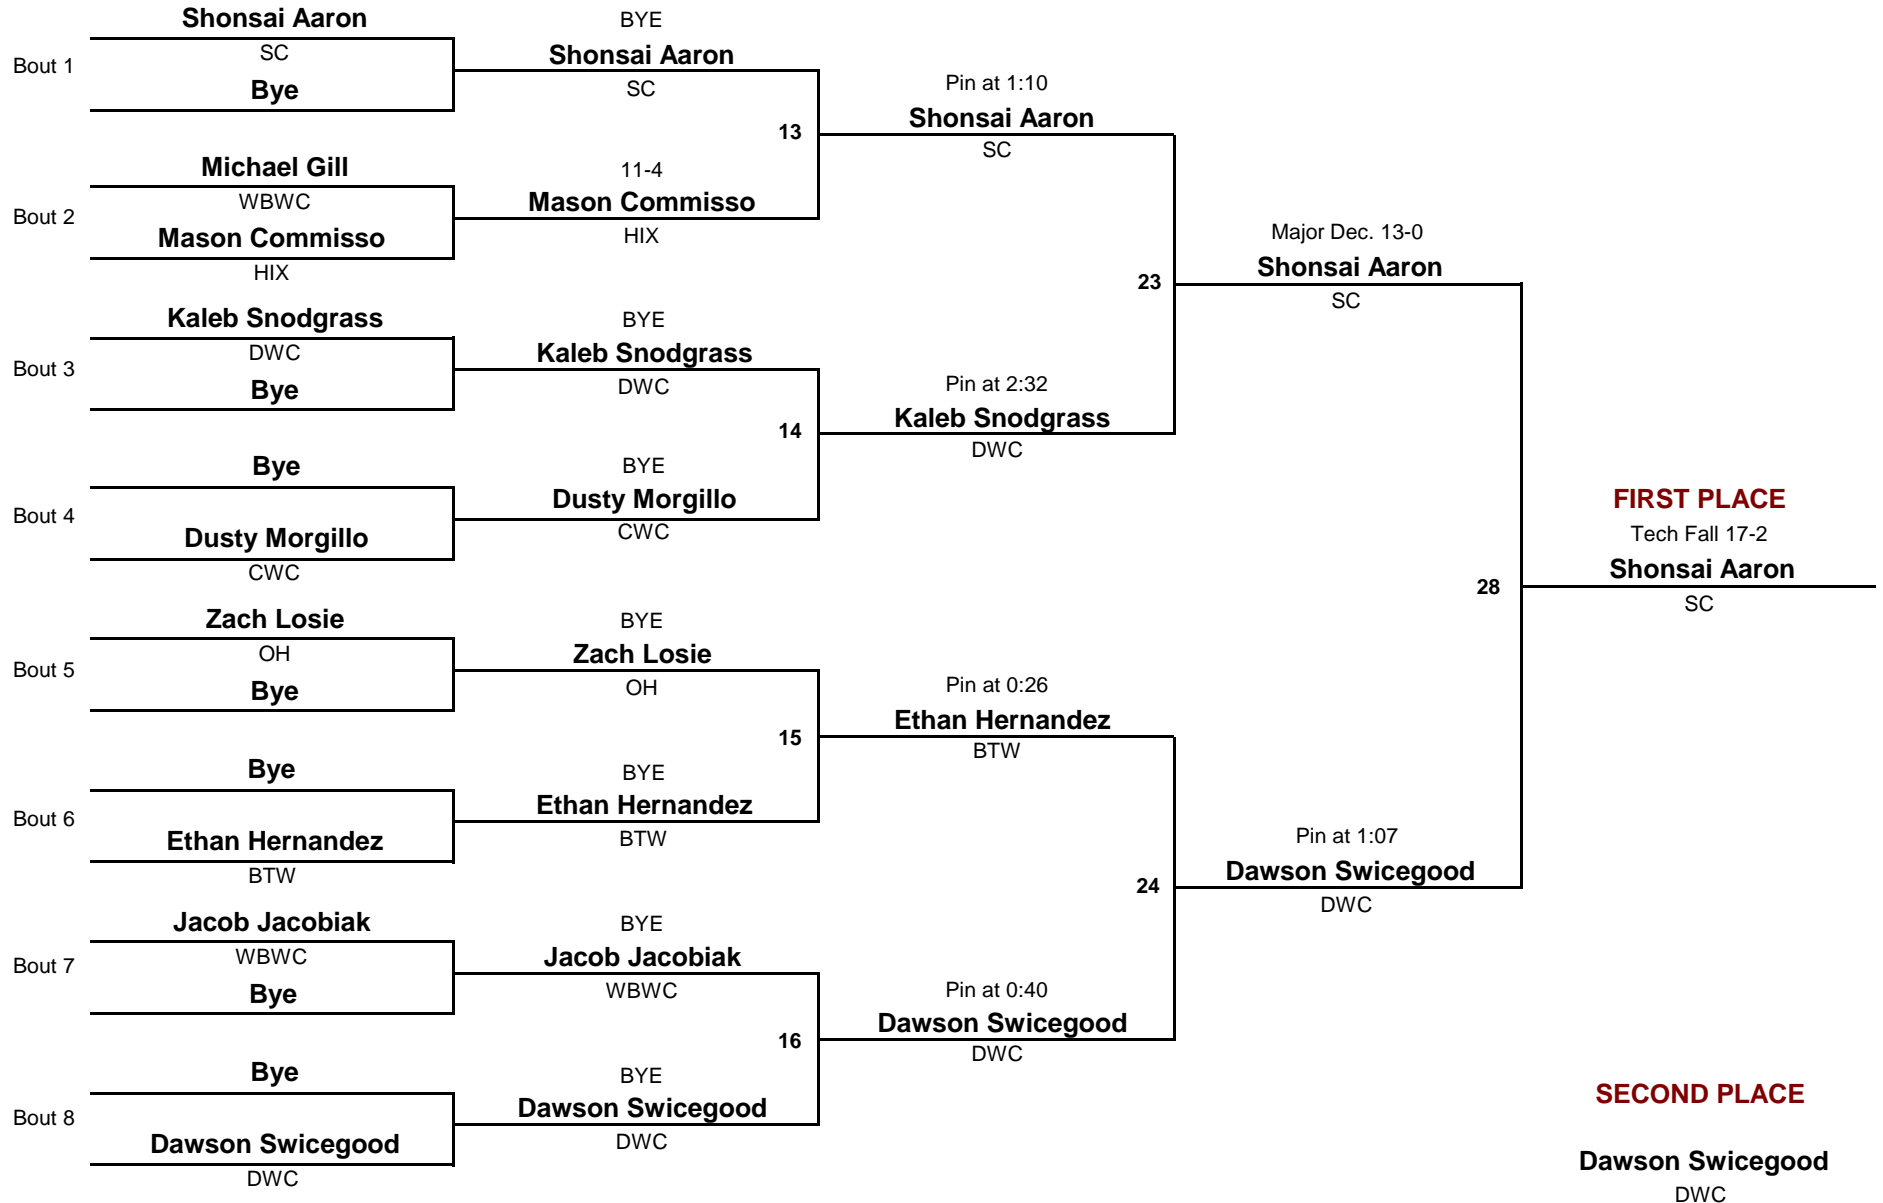 Shonsai Aaron
Bout 1
SC
Bye
BYE
Shonsai Aaron
SC
Michael Gill
Bout 2
WBWC
Mason Commisso
HIX
11-4
Mason Commisso
HIX
13
Pin at 1:10
Shonsai Aaron
SC
Kaleb Snodgrass
Bout 3
DWC
Bye
BYE
Kaleb Snodgrass
DWC
Bye
Bout 4
Dusty Morgillo
CWC
BYE
Dusty Morgillo
CWC
14
Pin at 2:32
Kaleb Snodgrass
DWC
23
Major Dec. 13-0
Shonsai Aaron
SC
Zach Losie
Bout 5
OH
Bye
BYE
Zach Losie
OH
Bye
Bout 6
Ethan Hernandez
BTW
BYE
Ethan Hernandez
BTW
15
Pin at 0:26
Ethan Hernandez
BTW
Jacob Jacobiak
Bout 7
WBWC
Bye
BYE
Jacob Jacobiak
WBWC
Bye
Bout 8
Dawson Swicegood
DWC
BYE
Dawson Swicegood
DWC
16
Pin at 0:40
Dawson Swicegood
DWC
24
Pin at 1:07
Dawson Swicegood
DWC
28
FIRST PLACE
Tech Fall 17-2
Shonsai Aaron
SC
SECOND PLACE
Dawson Swicegood
DWC